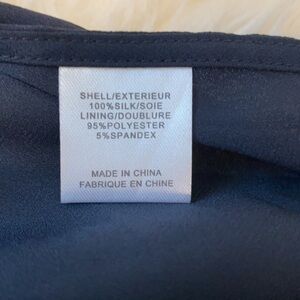 SHELL/EXTERIEUR
100%SILK/SOIE
LINING/DOUBLURE
95%POLYESTER
5%SPANDEX
MADE IN CHINA
FABRIQUE EN CHINE